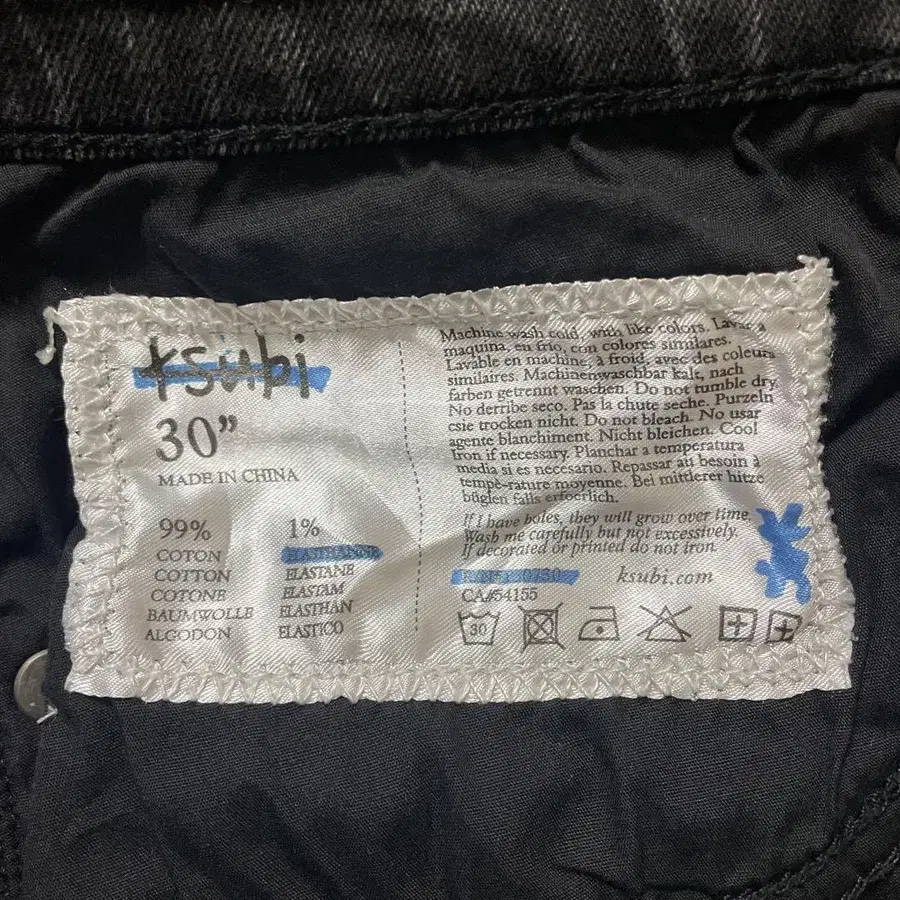 ksubi
30”
MADE IN CHINA
99%
COTON
COTTON
COTONE
BAUMWOLLE
ALGODON
1%
ELASTHANNE
ELASTANE
ELASTAM
ELASTHAN
ELASTICO
Machine wash cold, with like colors. Lavar a
maquina, en frio, con colores similares.
Lavable en machine, à froid, avec des coleurs
similaires. Machinenwaschbar kalt, nach
farben getrennt waschen. Do not tumble dry.
No derribe seco. Pas la chute seche. Purzeln
csie trocken nicht. Do not bleach. No usar
agente blanchiment. Nicht bleichen. Cool
Iron if necessary. Planchar a temperatura
media si es necesario. Repassar au besoin à
tempè-rature moyenne. Bei mittlerer hitze
büglen falls erfoerlich.
If I have holes, they will grow over time.
Wash me carefully but not excessively.
If decorated or printed do not iron.
ksubi.com
CA#54155
30